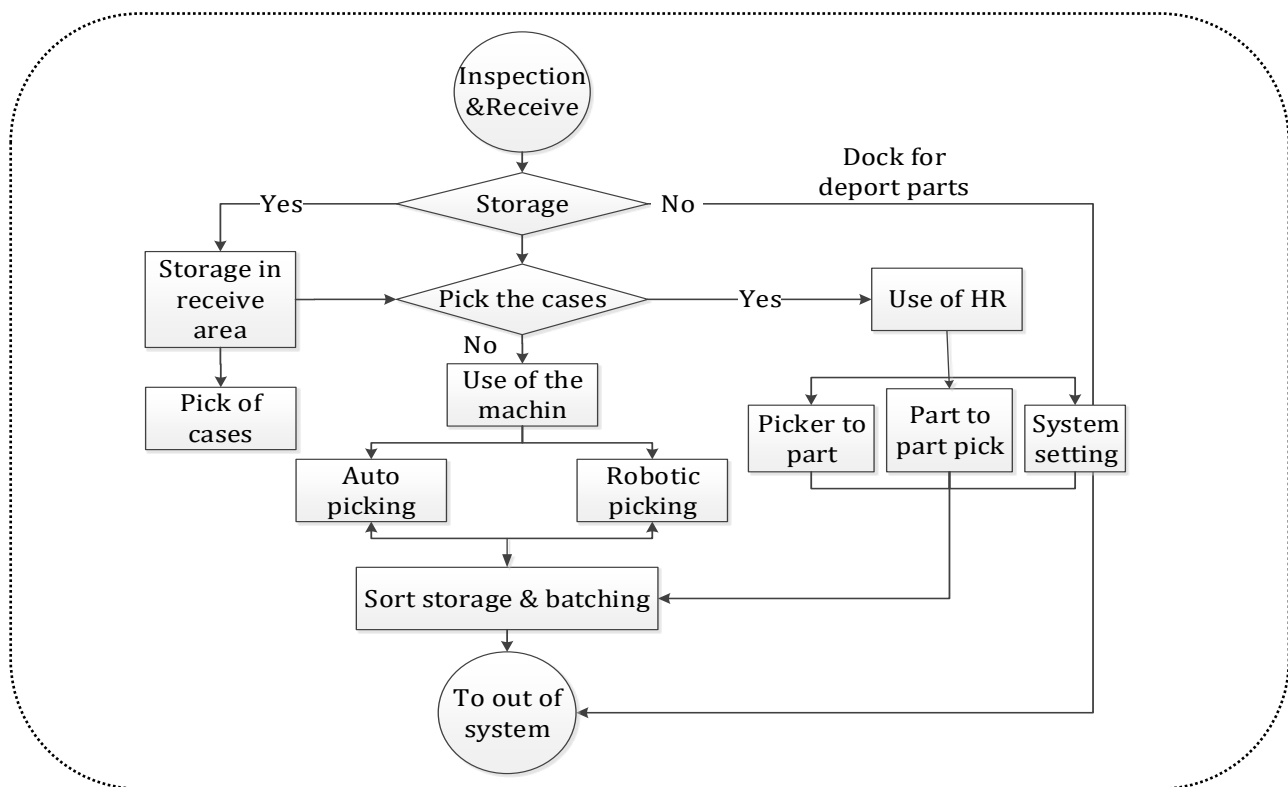 Inspection
&Receive
Dock for
deport parts
Yes
Storage
No
Storage in
receive
area
Pick the cases
Yes
Use of HR
No
Pick of
cases
Use of the
machin
Picker to
part
Part to
part pick
System
setting
Auto
picking
Robotic
picking
Sort storage & batching
To out of
system